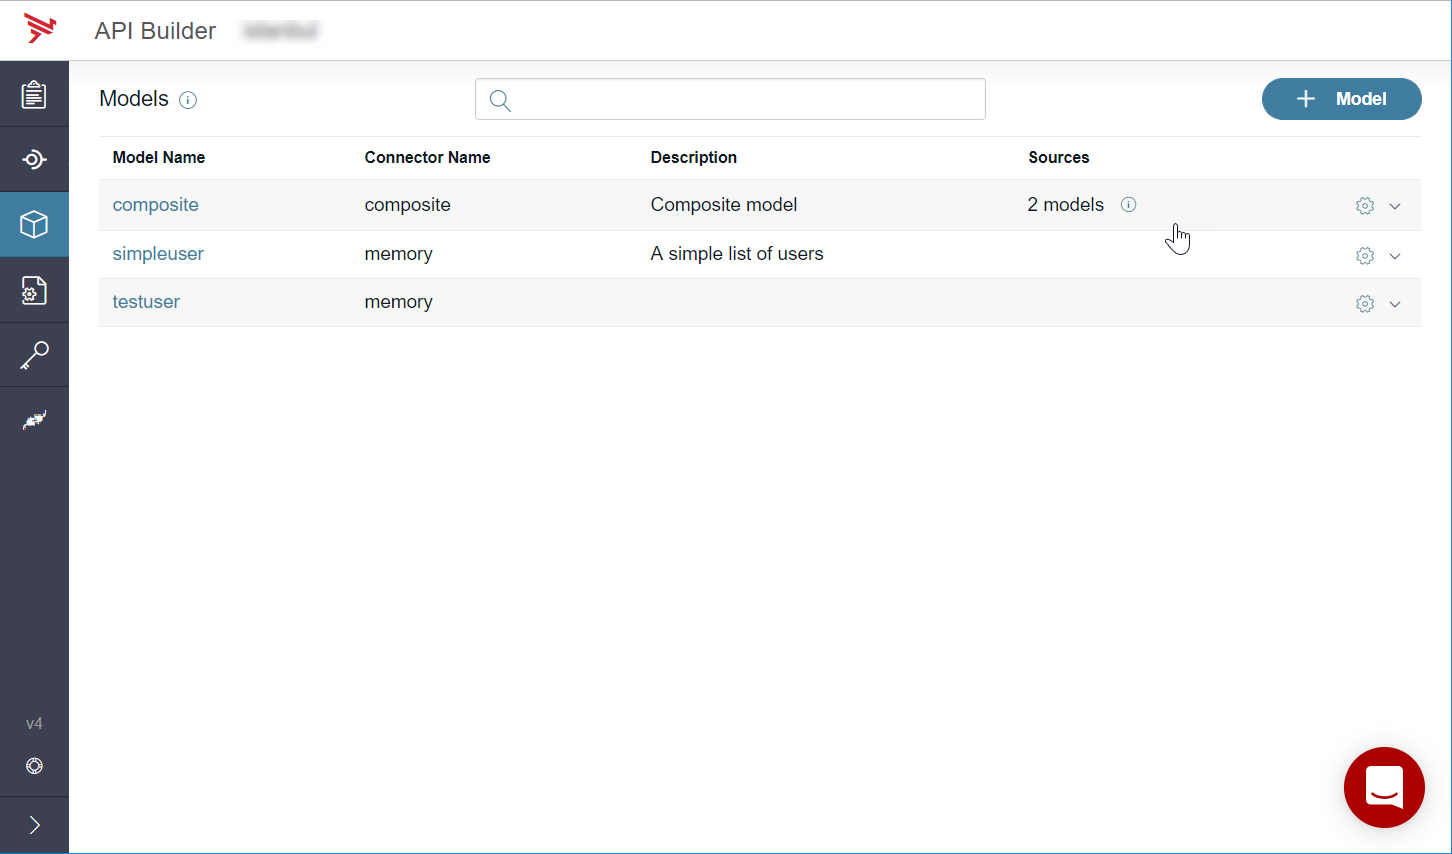 API Builder
Models
+ Model
Model Name Connector Name Description Sources
composite composite Composite model 2 models
simpleuser memory A simple list of users
testuser memory
v4